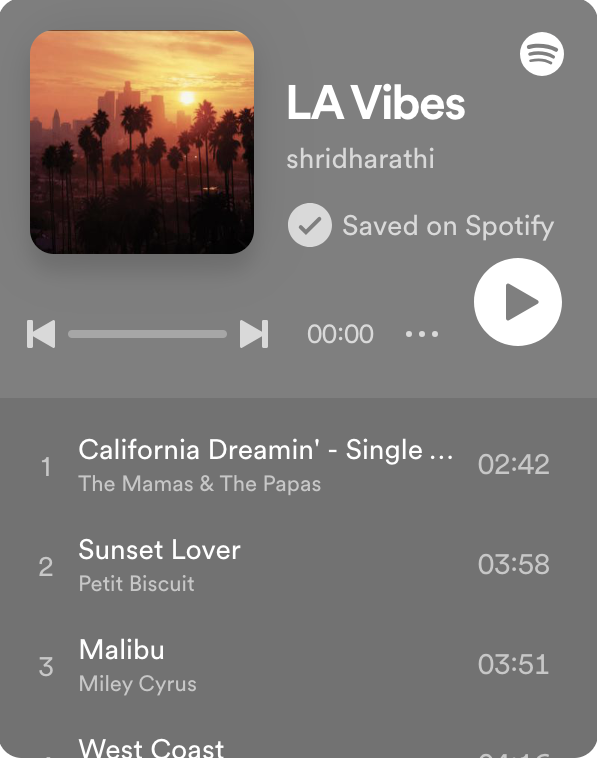 LA Vibes
shridharathi
Saved on Spotify
00:00
1 California Dreamin' - Single ... 02:42
The Mamas & The Papas
2 Sunset Lover 03:58
Petit Biscuit
3 Malibu 03:51
Miley Cyrus
West Coast